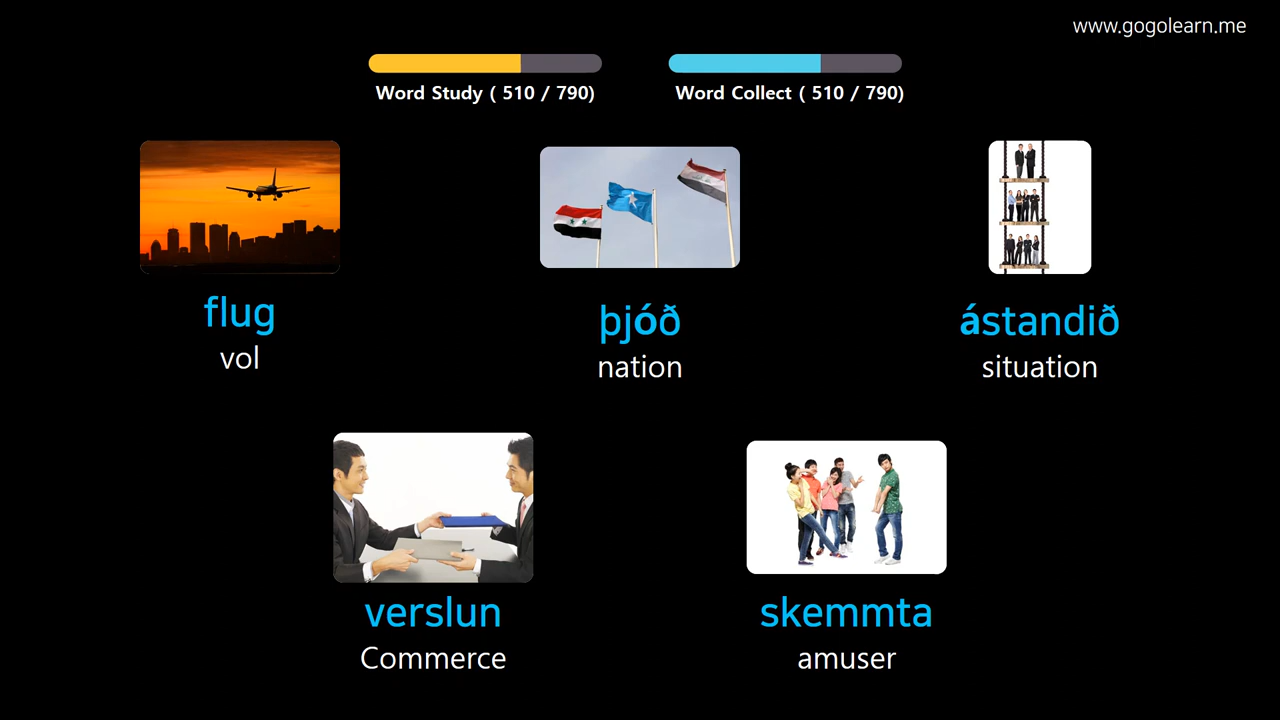 www.gogolearn.me
Word Study ( 510 / 790)
Word Collect ( 510 / 790)
flug
vol
þjóð
nation
ástandið
situation
verslun
Commerce
skemmta
amuser